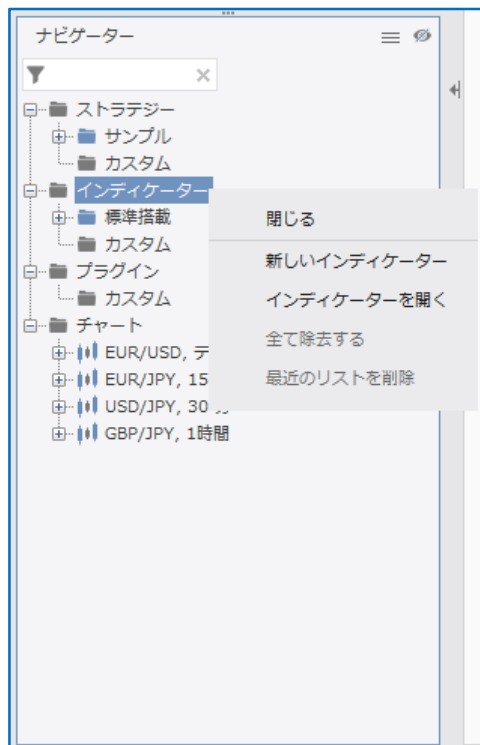 ナビゲーター
ストラテジー
サンプル
カスタム
インディケーター
標準搭載
カスタム
プラグイン
カスタム
チャート
EUR/USD, デ
EUR/JPY, 15
USD/JPY, 30 分
GBP/JPY, 1時間
閉じる
新しいインディケーター
インディケーターを開く
全て除去する
最近のリストを削除